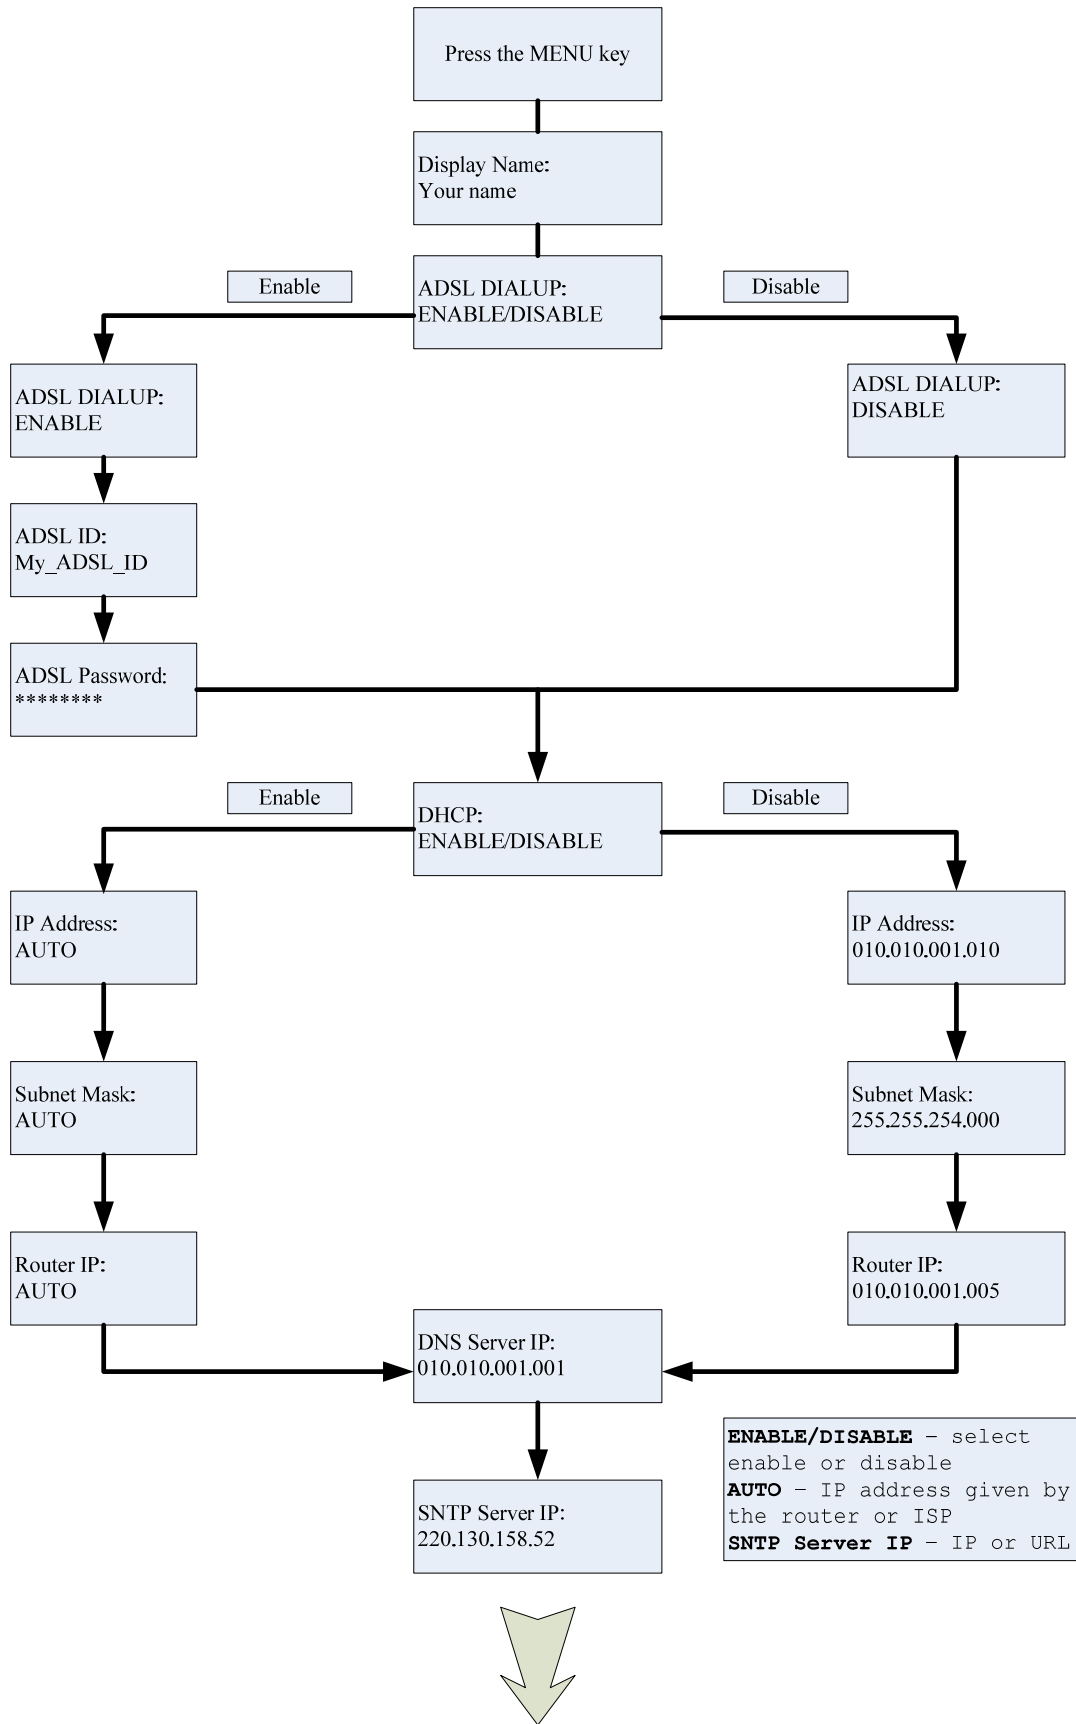 Press the MENU key
Display Name:
Your name
Enable
ADSL DIALUP:
ENABLE/DISABLE
Disable
ADSL DIALUP:
ENABLE
ADSL DIALUP:
DISABLE
ADSL ID:
My_ADSL_ID
ADSL Password:
********
Enable
DHCP:
ENABLE/DISABLE
Disable
IP Address:
AUTO
IP Address:
010.010.001.010
Subnet Mask:
AUTO
Subnet Mask:
255.255.254.000
Router IP:
AUTO
Router IP:
010.010.001.005
DNS Server IP:
010.010.001.001
SNTP Server IP:
220.130.158.52
ENABLE/DISABLE – select
enable or disable
AUTO – IP address given by
the router or ISP
SNTP Server IP – IP or URL